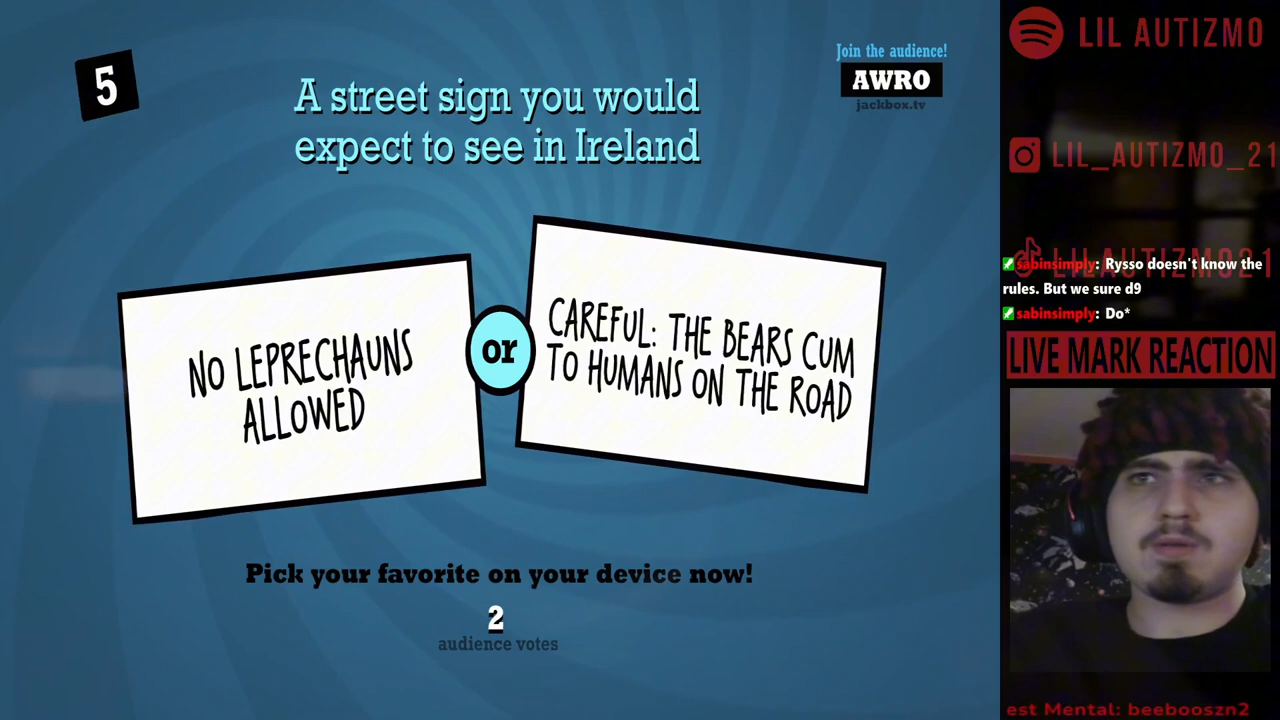 5
A street sign you would
expect to see in Ireland
Join the audience!
AWRO
jackbox.tv
NO LEPRECHAUNS
ALLOWED
or
CAREFUL: THE BEARS CUM
TO HUMANS ON THE ROAD
Pick your favorite on your device now!
2
audience votes
LIL AUTIZMO
LIL_AUTIZMO_21
LILAUTIZMO21
sabinsimply: Rysso doesn't know the
rules. But we sure d9
sabinsimply: Do*
LIVE MARK REACTION
est Mental: beebooszn2